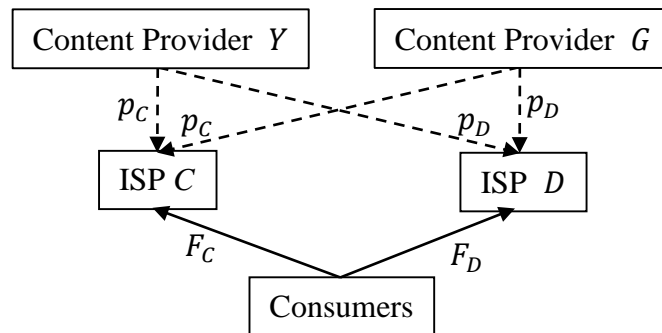 Content Provider Y
Content Provider G
p_C
p_C
p_D
p_D
ISP C
ISP D
F_C
F_D
Consumers